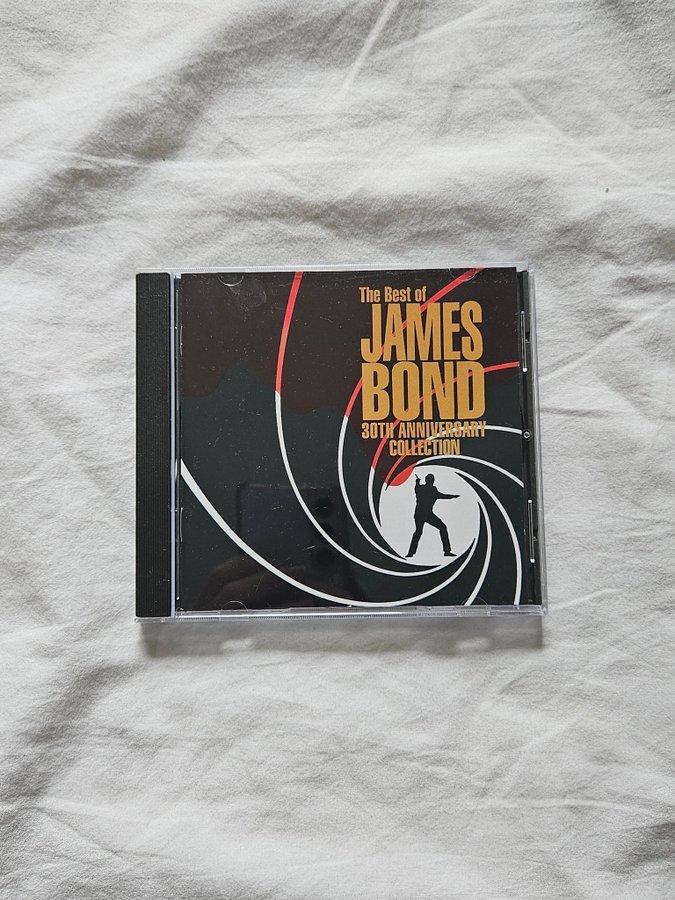 The Best of
JAMES
BOND
30TH ANNIVERSARY
COLLECTION